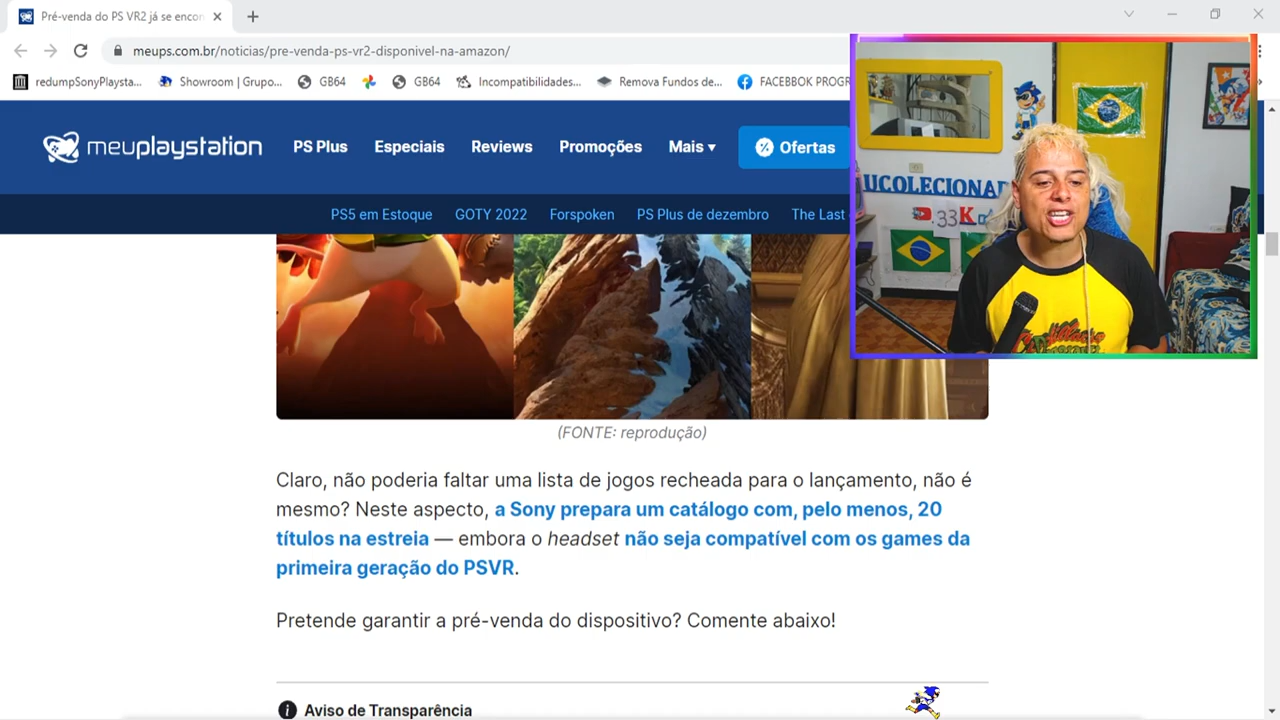 Pré-venda do PS VR2 já se encon
meups.com.br/noticias/pre-venda-ps-vr2-disponivel-na-amazon/
redumpSonyPlaysta...
Showroom | Grupo...
GB64
GB64
Incompatibilidades...
Remova Fundos de...
FACEBBOK PROGR
meuplaystation
PS Plus
Especiais
Reviews
Promoções
Mais
Ofertas
PS5 em Estoque
GOTY 2022
Forspoken
PS Plus de dezembro
The Last
UCOLECIONAD
.33K
(FONTE: reprodução)
Claro, não poderia faltar uma lista de jogos recheada para o lançamento, não é
mesmo? Neste aspecto, a Sony prepara um catálogo com, pelo menos, 20
títulos na estreia — embora o headset não seja compatível com os games da
primeira geração do PSVR.
Pretende garantir a pré-venda do dispositivo? Comente abaixo!
Aviso de Transparência